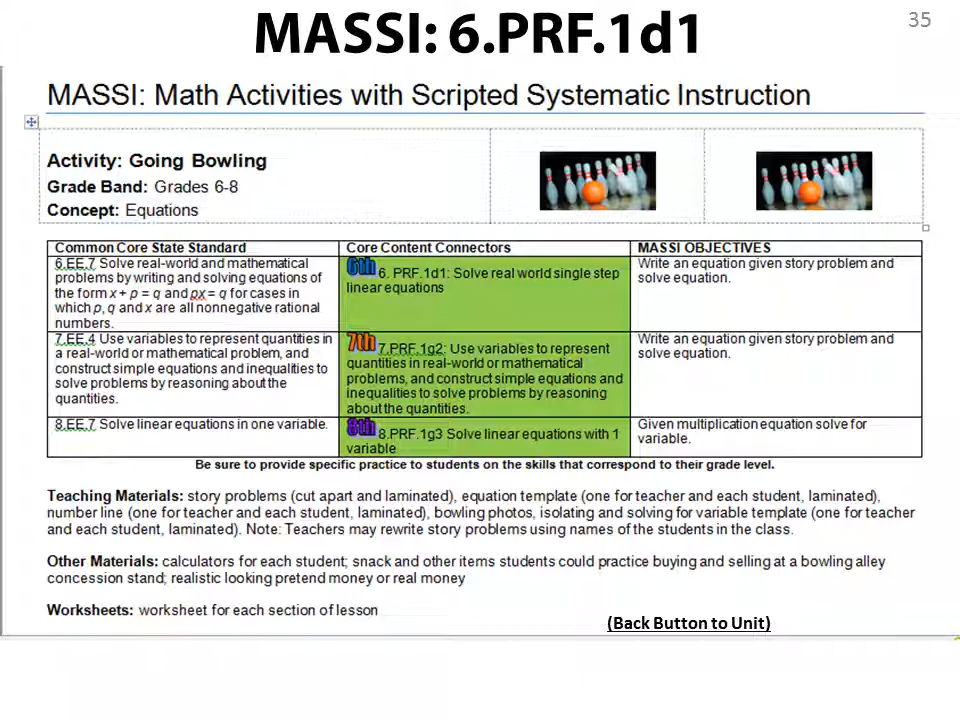 35
MASSI: 6.PRF.1d1
MASSI: Math Activities with Scripted Systematic Instruction
Activity: Going Bowling
Grade Band: Grades 6-8
Concept: Equations
Common Core State Standard
Core Content Connectors
MASSI OBJECTIVES
6.EE.7 Solve real-world and mathematical
problems by writing and solving equations of
the form x + p = q and px = q for cases in
which p, q and x are all nonnegative rational
numbers.
6th 6. PRF.1d1: Solve real world single step
linear equations
Write an equation given story problem and
solve equation.
7.EE.4 Use variables to represent quantities in
a real-world or mathematical problem, and
construct simple equations and inequalities to
solve problems by reasoning about the
quantities.
7th 7.PRF.1g2: Use variables to represent
quantities in real-world or mathematical
problems, and construct simple equations and
inequalities to solve problems by reasoning
about the quantities.
Write an equation given story problem and
solve equation.
8.EE.7 Solve linear equations in one variable.
8th 8.PRF.1g3 Solve linear equations with 1
variable
Given multiplication equation solve for
variable.
Be sure to provide specific practice to students on the skills that correspond to their grade level.
Teaching Materials: story problems (cut apart and laminated), equation template (one for teacher and each student, laminated),
number line (one for teacher and each student, laminated), bowling photos, isolating and solving for variable template (one for teacher
and each student, laminated). Note: Teachers may rewrite story problems using names of the students in the class.
Other Materials: calculators for each student; snack and other items students could practice buying and selling at a bowling alley
concession stand; realistic looking pretend money or real money
Worksheets: worksheet for each section of lesson
(Back Button to Unit)